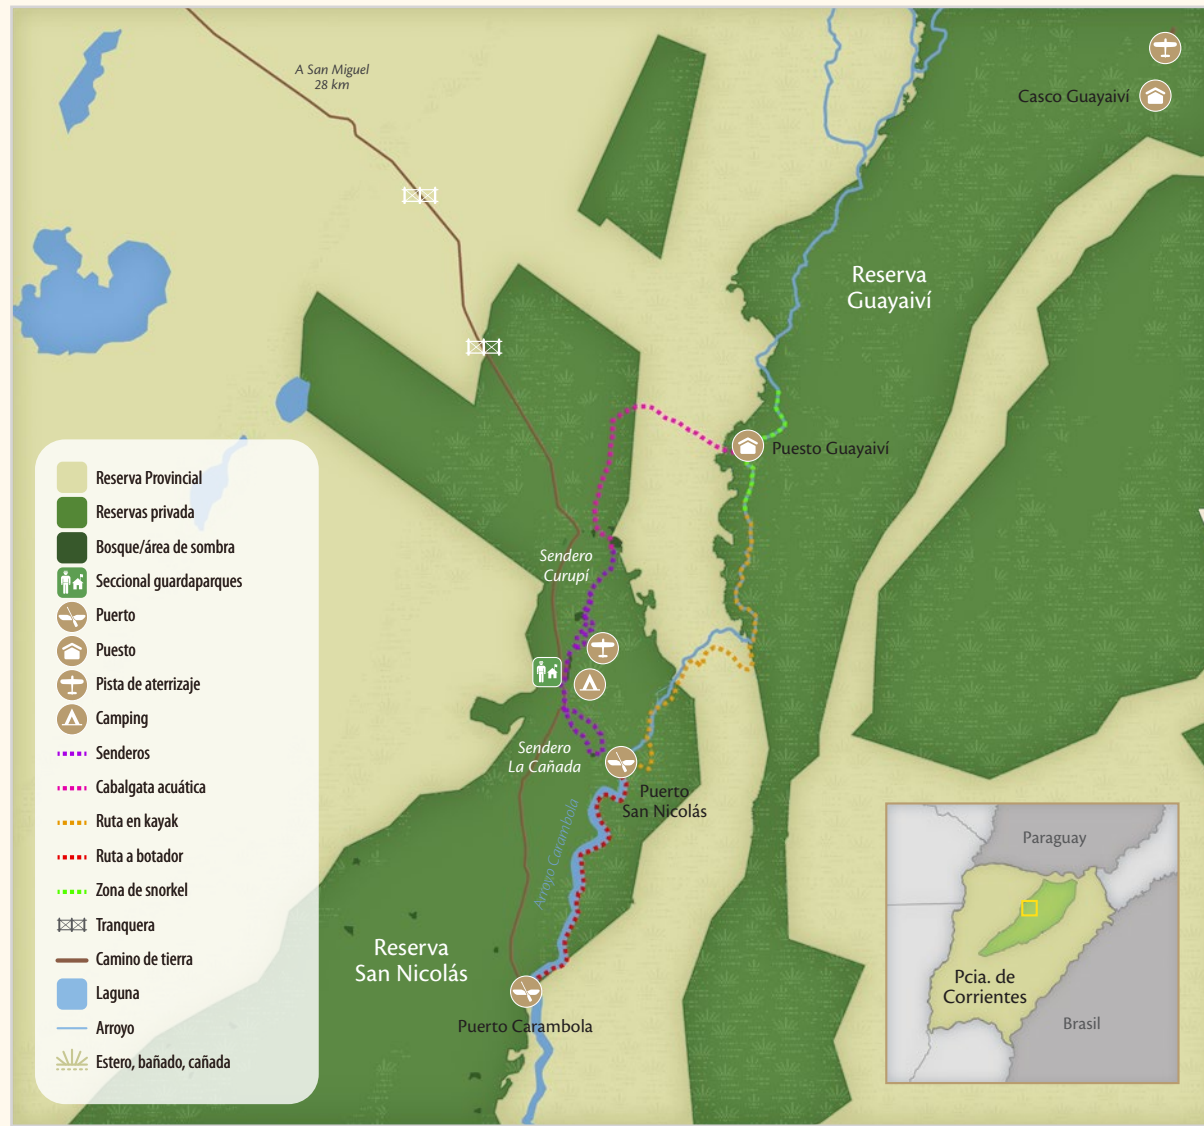 A San Miguel
28 km
Casco Guayaiví
Reserva
Guayaiví
Puesto Guayaiví
Sendero
Curupí
Sendero
La Cañada
Puerto
San Nicolás
Arroyo Carambola
Reserva
San Nicolás
Puerto Carambola
Reserva Provincial
Reservas privada
Bosque/área de sombra
Seccional guardaparques
Puerto
Puesto
Pista de aterrizaje
Camping
Senderos
Cabalgata acuática
Ruta en kayak
Ruta a botador
Zona de snorkel
Tranquera
Camino de tierra
Laguna
Arroyo
Estero, bañado, cañada
Paraguay
Pcia. de
Corrientes
Brasil